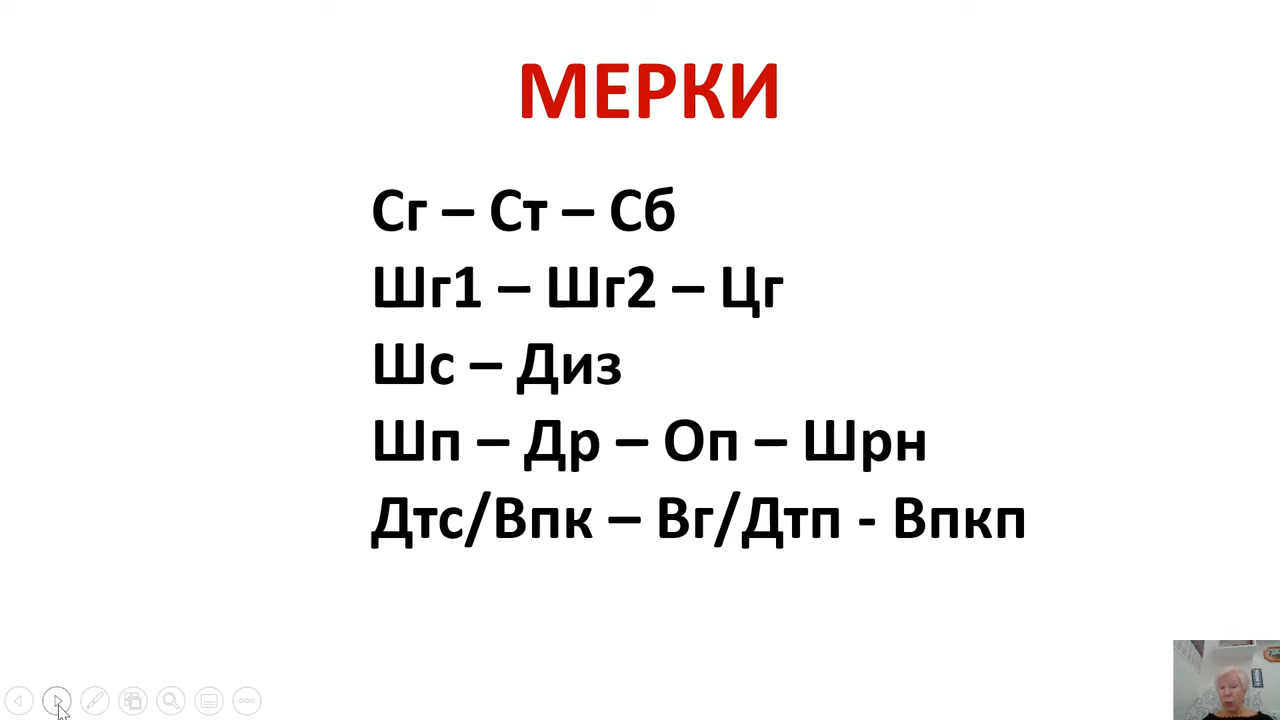 МЕРКИ
Сг – Ст – Сб
Шг1 – Шг2 – Цг
Шс – Диз
Шп – Др – Оп – Шрн
Дтс/Впк – Вг/Дтп - Впкп